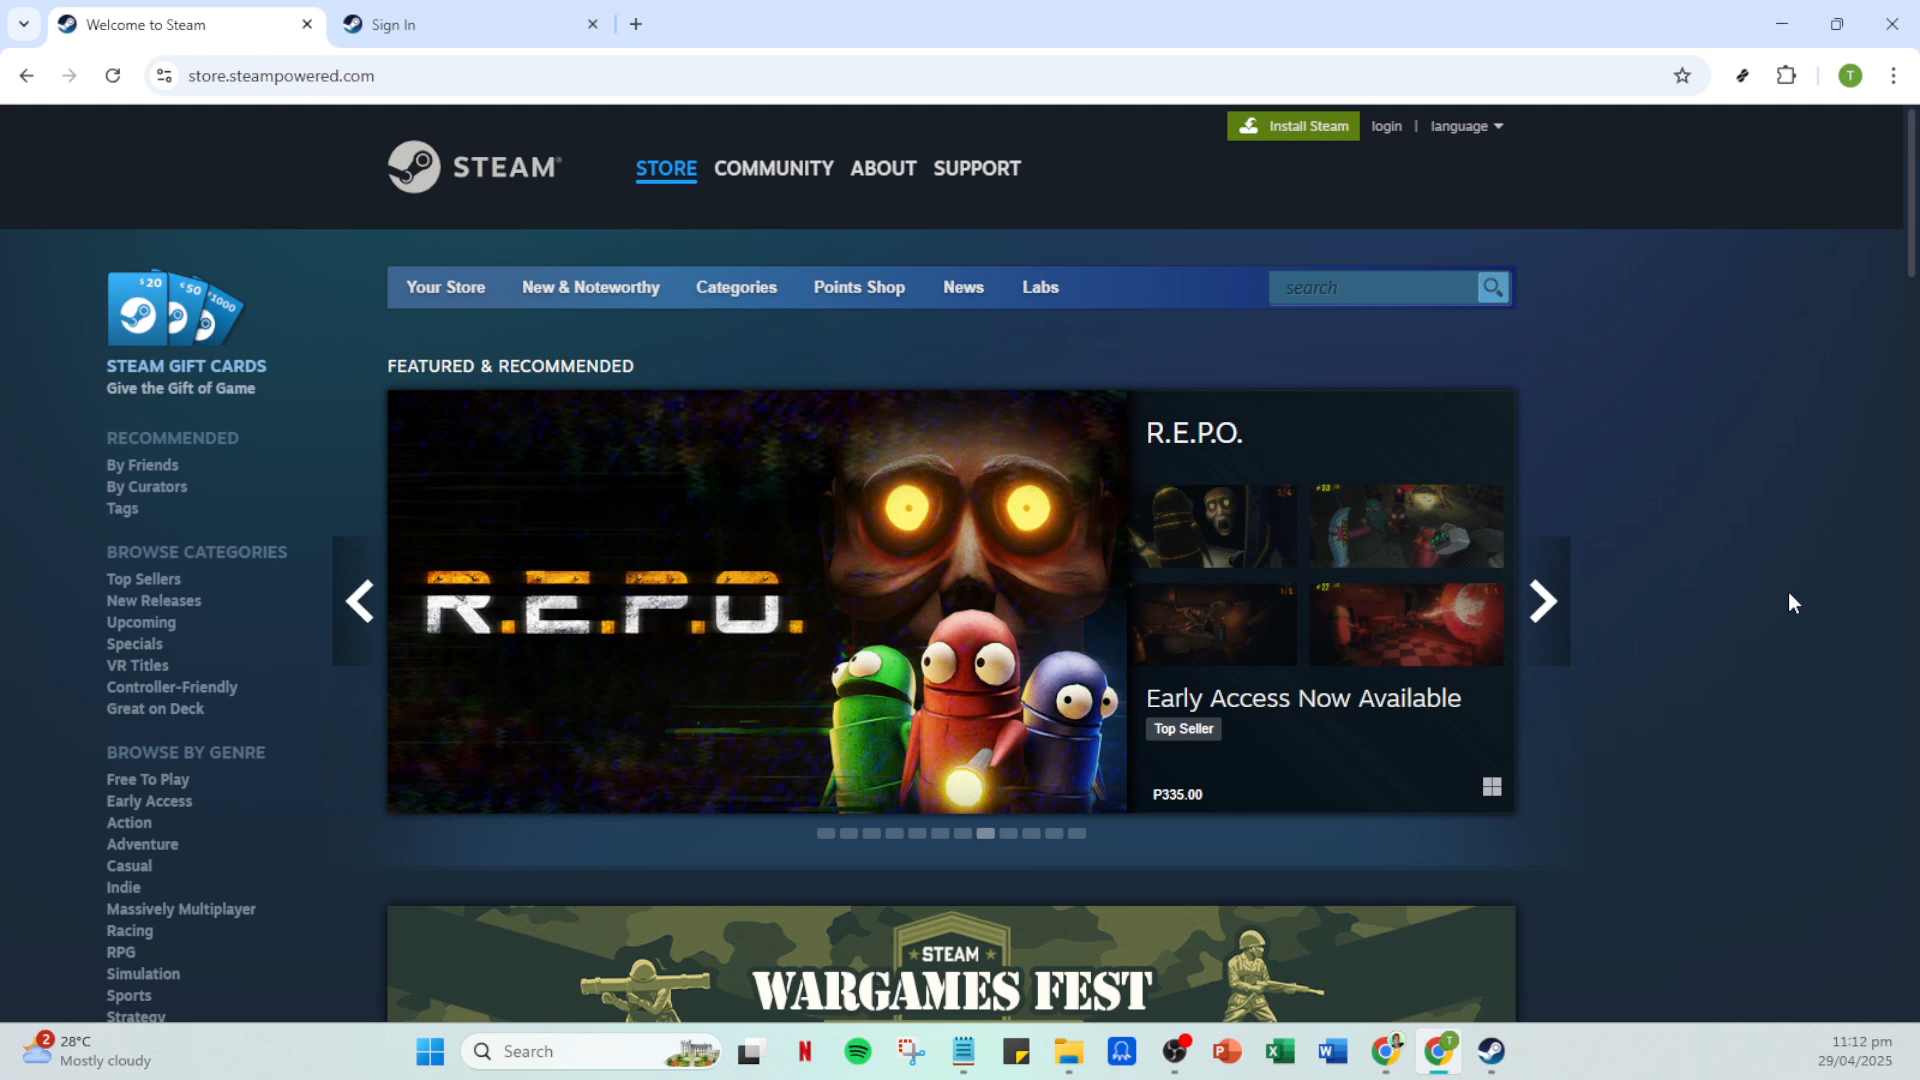 Welcome to Steam
Sign In
store.steampowered.com
T
Install Steam
login | language
STEAM®
STORE COMMUNITY ABOUT SUPPORT
$20 €50 1000
STEAM GIFT CARDS
Give the Gift of Game
Your Store New & Noteworthy Categories Points Shop News Labs
search
FEATURED & RECOMMENDED
RECOMMENDED
By Friends
By Curators
Tags
BROWSE CATEGORIES
Top Sellers
New Releases
Upcoming
Specials
VR Titles
Controller-Friendly
Great on Deck
BROWSE BY GENRE
Free To Play
Early Access
Action
Adventure
Casual
Indie
Massively Multiplayer
Racing
RPG
Simulation
Sports
Strategy
R.E.P.O.
R.E.P.O.
Early Access Now Available
Top Seller
P335.00
STEAM
WARGAMES FEST
2
28°C
Mostly cloudy
Search
11:12 pm
29/04/2025